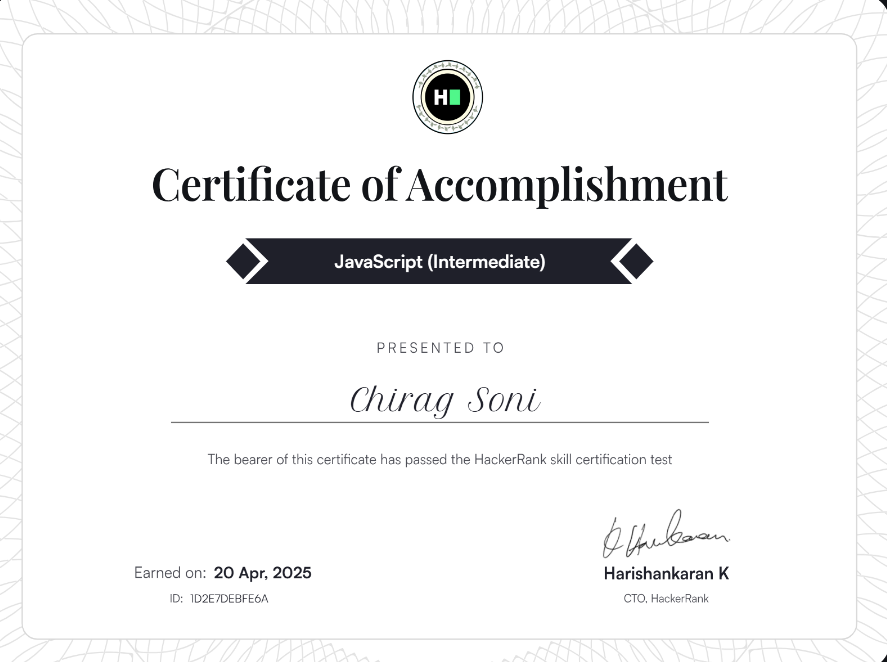 H
Certificate of Accomplishment
JavaScript (Intermediate)
PRESENTED TO
Chirag Soni
The bearer of this certificate has passed the HackerRank skill certification test
Earned on: 20 Apr, 2025
ID: 1D2E7DEBFE6A
Harishankaran K
CTO, HackerRank